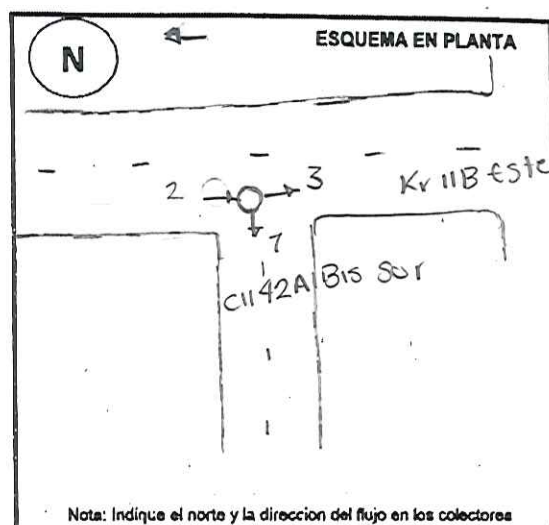 N
ESQUEMA EN PLANTA
2
3
Kr 11B Este
7
Cll 42A Bis Sur
Nota: Indique el norte y la direccion del flujo en los colectores